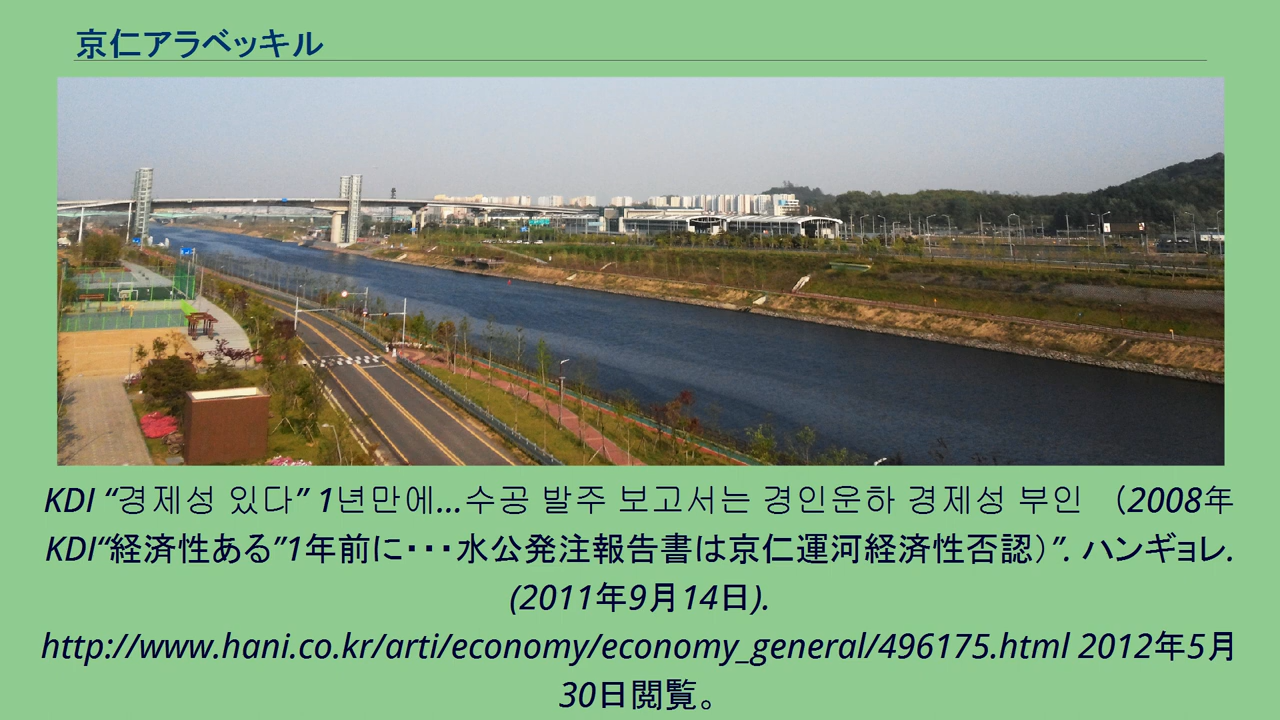 京仁アラベッキル
KDI “경제성 있다” 1년만에...수공 발주 보고서는 경인운하 경제성 부인 （2008年
KDI“経済性ある”1年前に・・・水公発注報告書は京仁運河経済性否認）”. ハンギョレ.
(2011年9月14日).
http://www.hani.co.kr/arti/economy/economy_general/496175.html 2012年5月
30日閲覧。